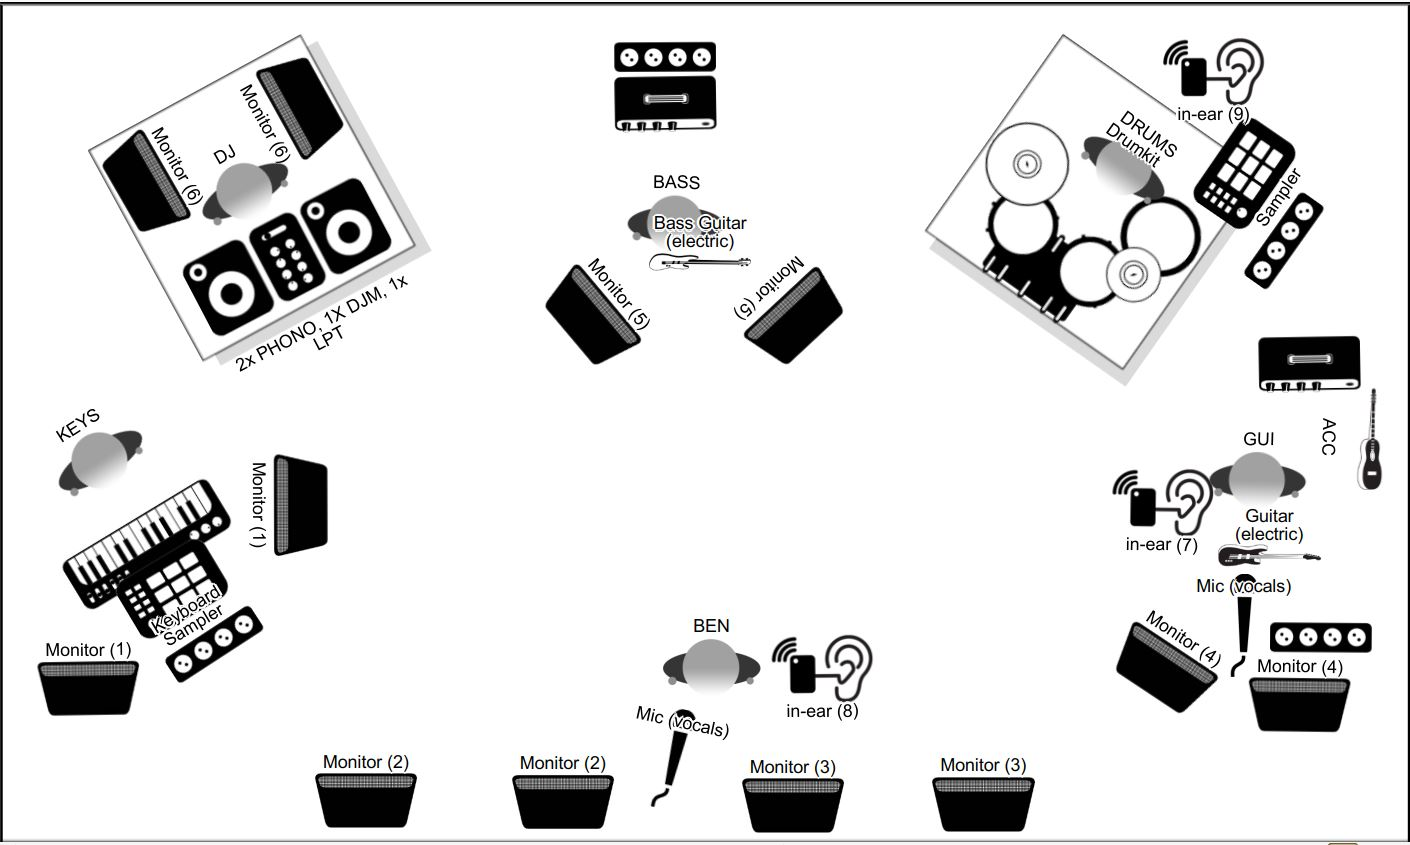 Monitor (6)
Monitor (6)
DJ
2x PHONO, 1X DJM, 1x
LPT
BASS
Bass Guitar
(electric)
Monitor (5)
Monitor (5)
DRUMS
Drumkit
in-ear (9)
Sampler
KEYS
Monitor (1)
Keyboard
Sampler
Monitor (1)
ACC
GUI
Guitar
(electric)
in-ear (7)
Mic (vocals)
Monitor (4)
Monitor (4)
BEN
in-ear (8)
Mic (vocals)
Monitor (2)
Monitor (2)
Monitor (3)
Monitor (3)